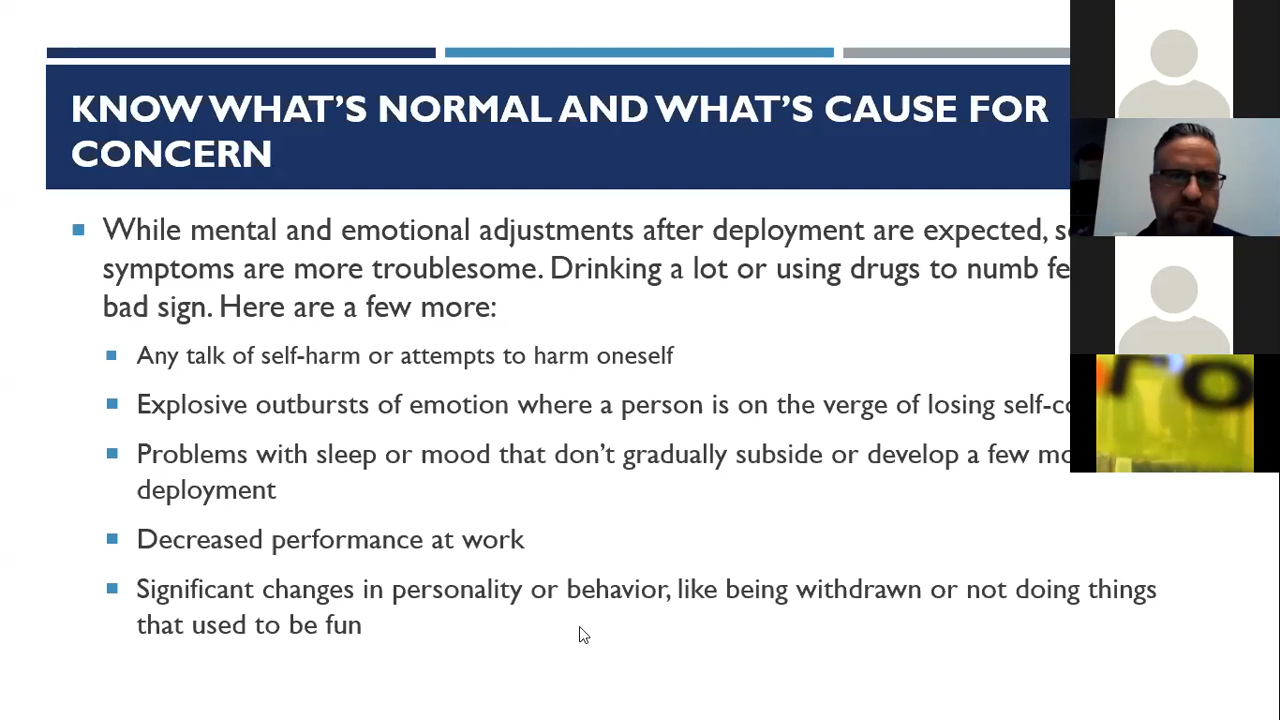 KNOW WHAT'S NORMAL AND WHAT'S CAUSE FOR
CONCERN
While mental and emotional adjustments after deployment are expected,
symptoms are more troublesome. Drinking a lot or using drugs to numb
bad sign. Here are a few more:
Any talk of self-harm or attempts to harm oneself
Explosive outbursts of emotion where a person is on the verge of losing
Problems with sleep or mood that don't gradually subside or develop a few
deployment
Decreased performance at work
Significant changes in personality or behavior, like being withdrawn or not doing things
that used to be fun
ro